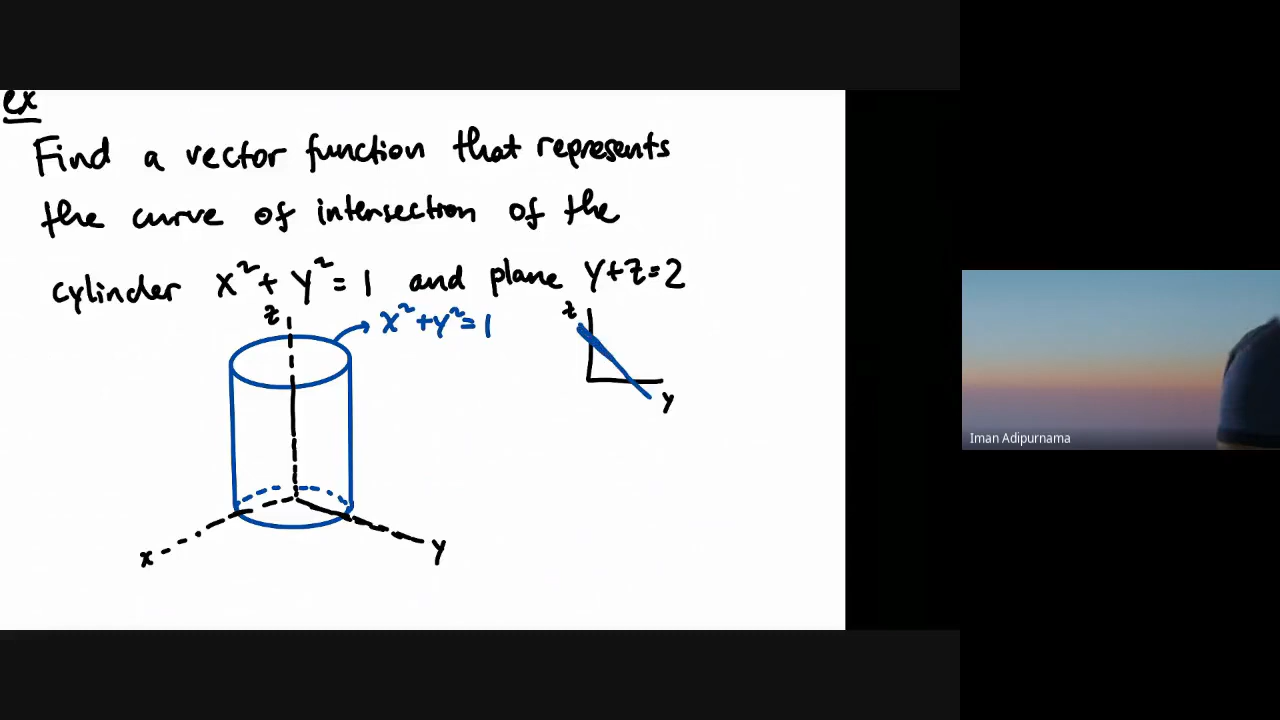 ex
Find a vector function that represents
the curve of intersection of the
cylinder x²+ y²= 1 and plane y+z=2
z
x²+y²=1
z
y
x
y
Iman Adipurnama